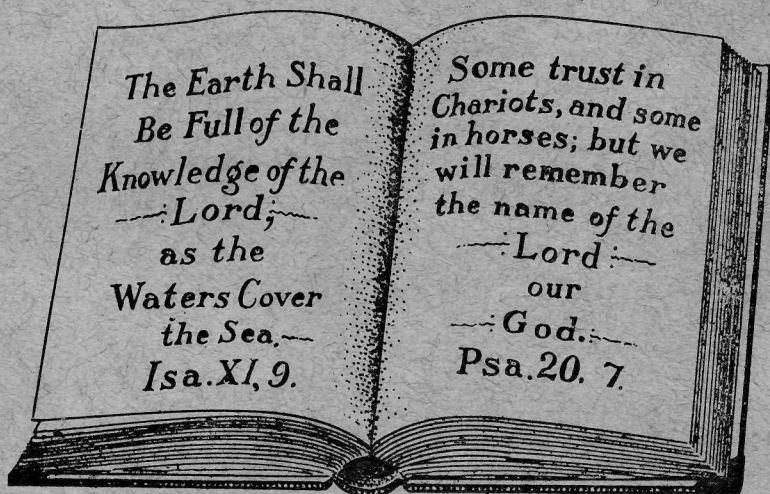 The Earth Shall
Be Full of the
Knowledge of the
Lord;
as the
Waters Cover
the Sea.
Isa. XI, 9.
Some trust in
Chariots, and some
in horses; but we
will remember
the name of the
Lord
our
God.
Psa. 20. 7.